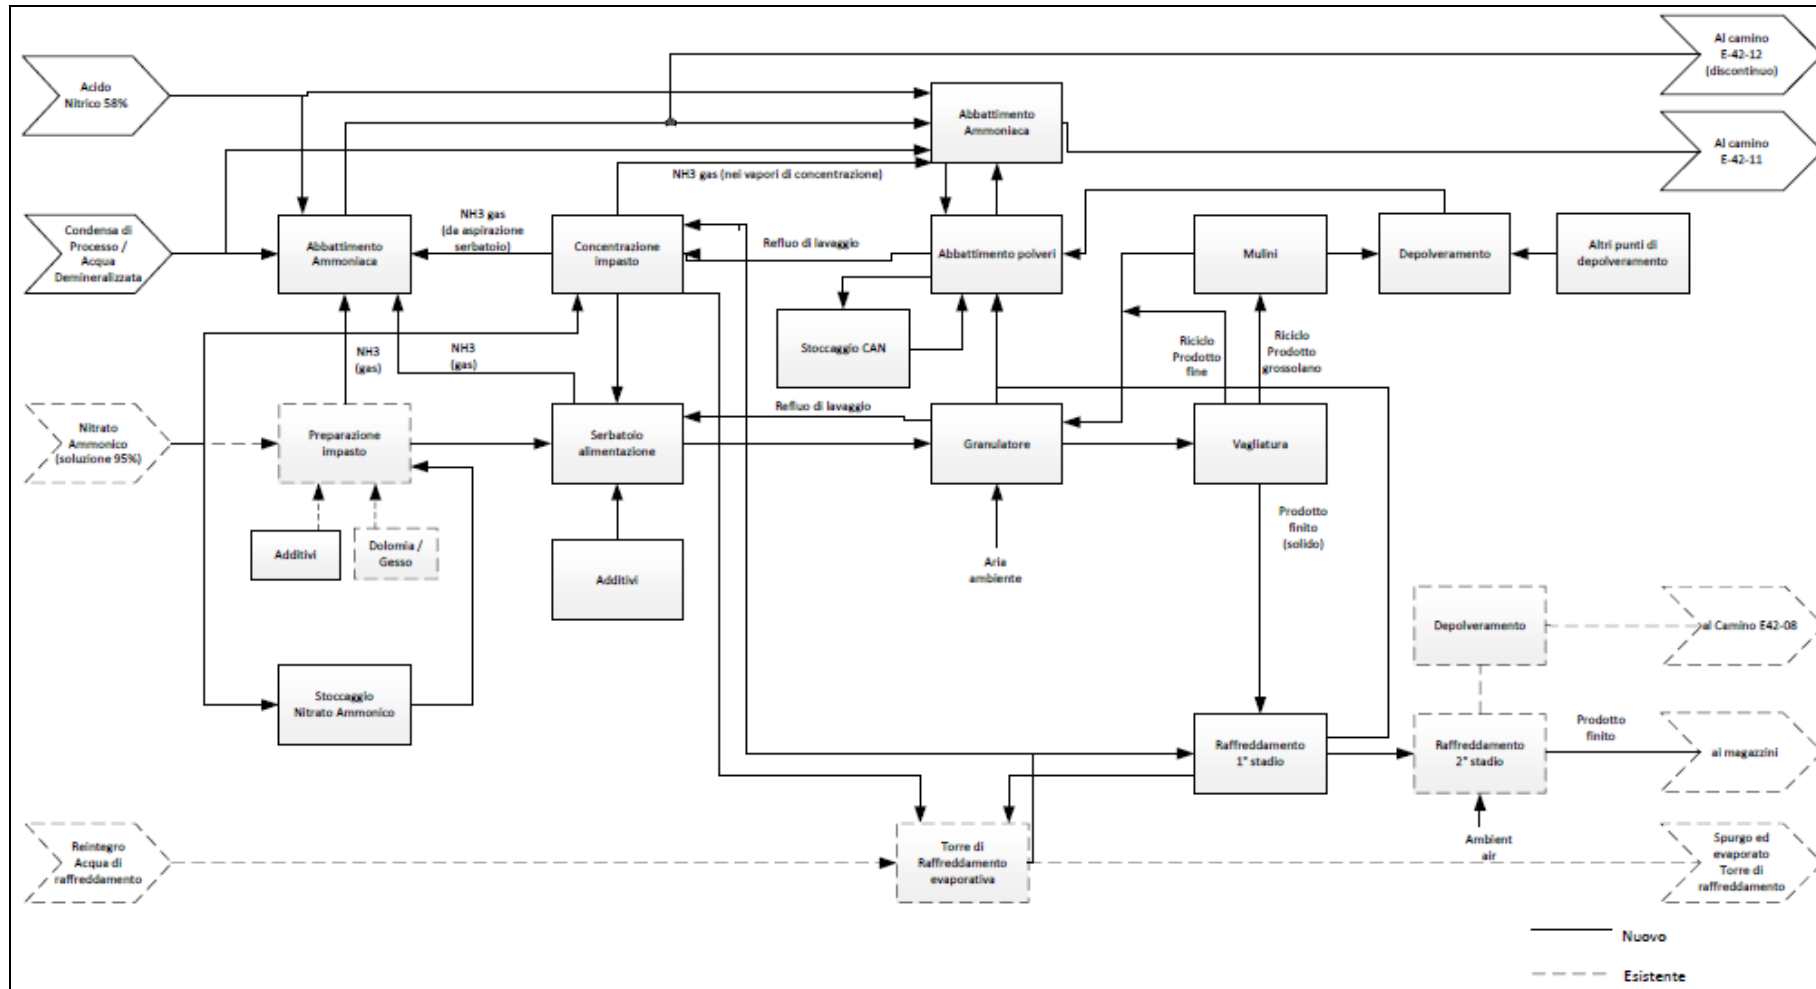 Al camino
E-42-12
(discontinuo)
Acido
Nitrico 58%
Abbattimento
Ammoniaca
Al camino
E-42-11
NH3 gas (nei vapori di concentrazione)
Condensa di
Processo /
Acqua
Demineralizzata
Abbattimento
Ammoniaca
NH3 gas
(da aspirazione
serbatoio)
Concentrazione
impasto
Refluo di lavaggio
Abbattimento polveri
Mulini
Depolveramento
Altri punti di
depolveramento
Stoccaggio CAN
NH3
(gas)
NH3
(gas)
Riciclo
Prodotto
fine
Riciclo
Prodotto
grossolano
Nitrato
Ammonico
(soluzione 95%)
Preparazione
impasto
Serbatoio
alimentazione
Refluo di lavaggio
Granulatore
Vagliatura
Additivi
Dolomia /
Gesso
Additivi
Aria
ambiente
Prodotto
finito
(solido)
Depolveramento
al Camino E42-08
Stoccaggio
Nitrato Ammonico
Raffreddamento
1° stadio
Raffreddamento
2° stadio
Prodotto
finito
ai magazzini
Reintegro
Acqua di
raffreddamento
Torre di
Raffreddamento
evaporativa
Ambient
air
Spurgo ed
evaporato
Torre di
raffreddamento
Nuovo
Esistente